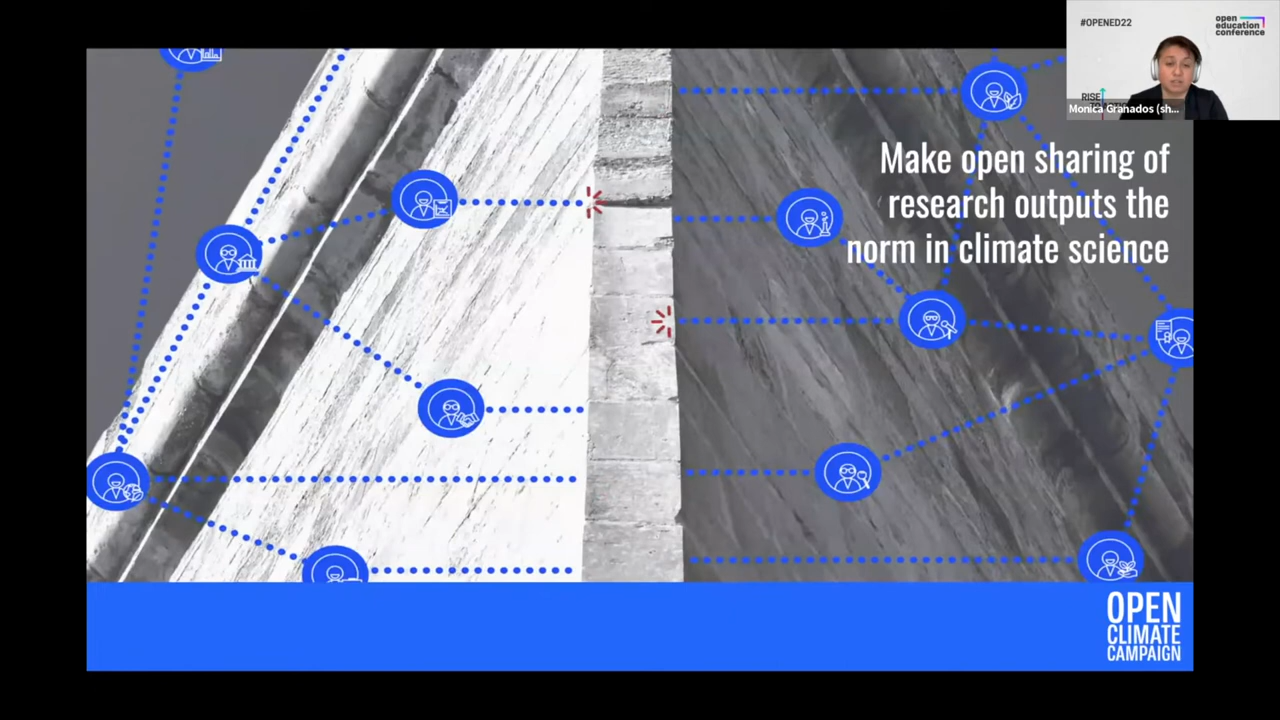 #OPENED22
open
education
conference
RISE
Monica Granados (sh...
Make open sharing of
research outputs the
norm in climate science
OPEN
CLIMATE
CAMPAIGN